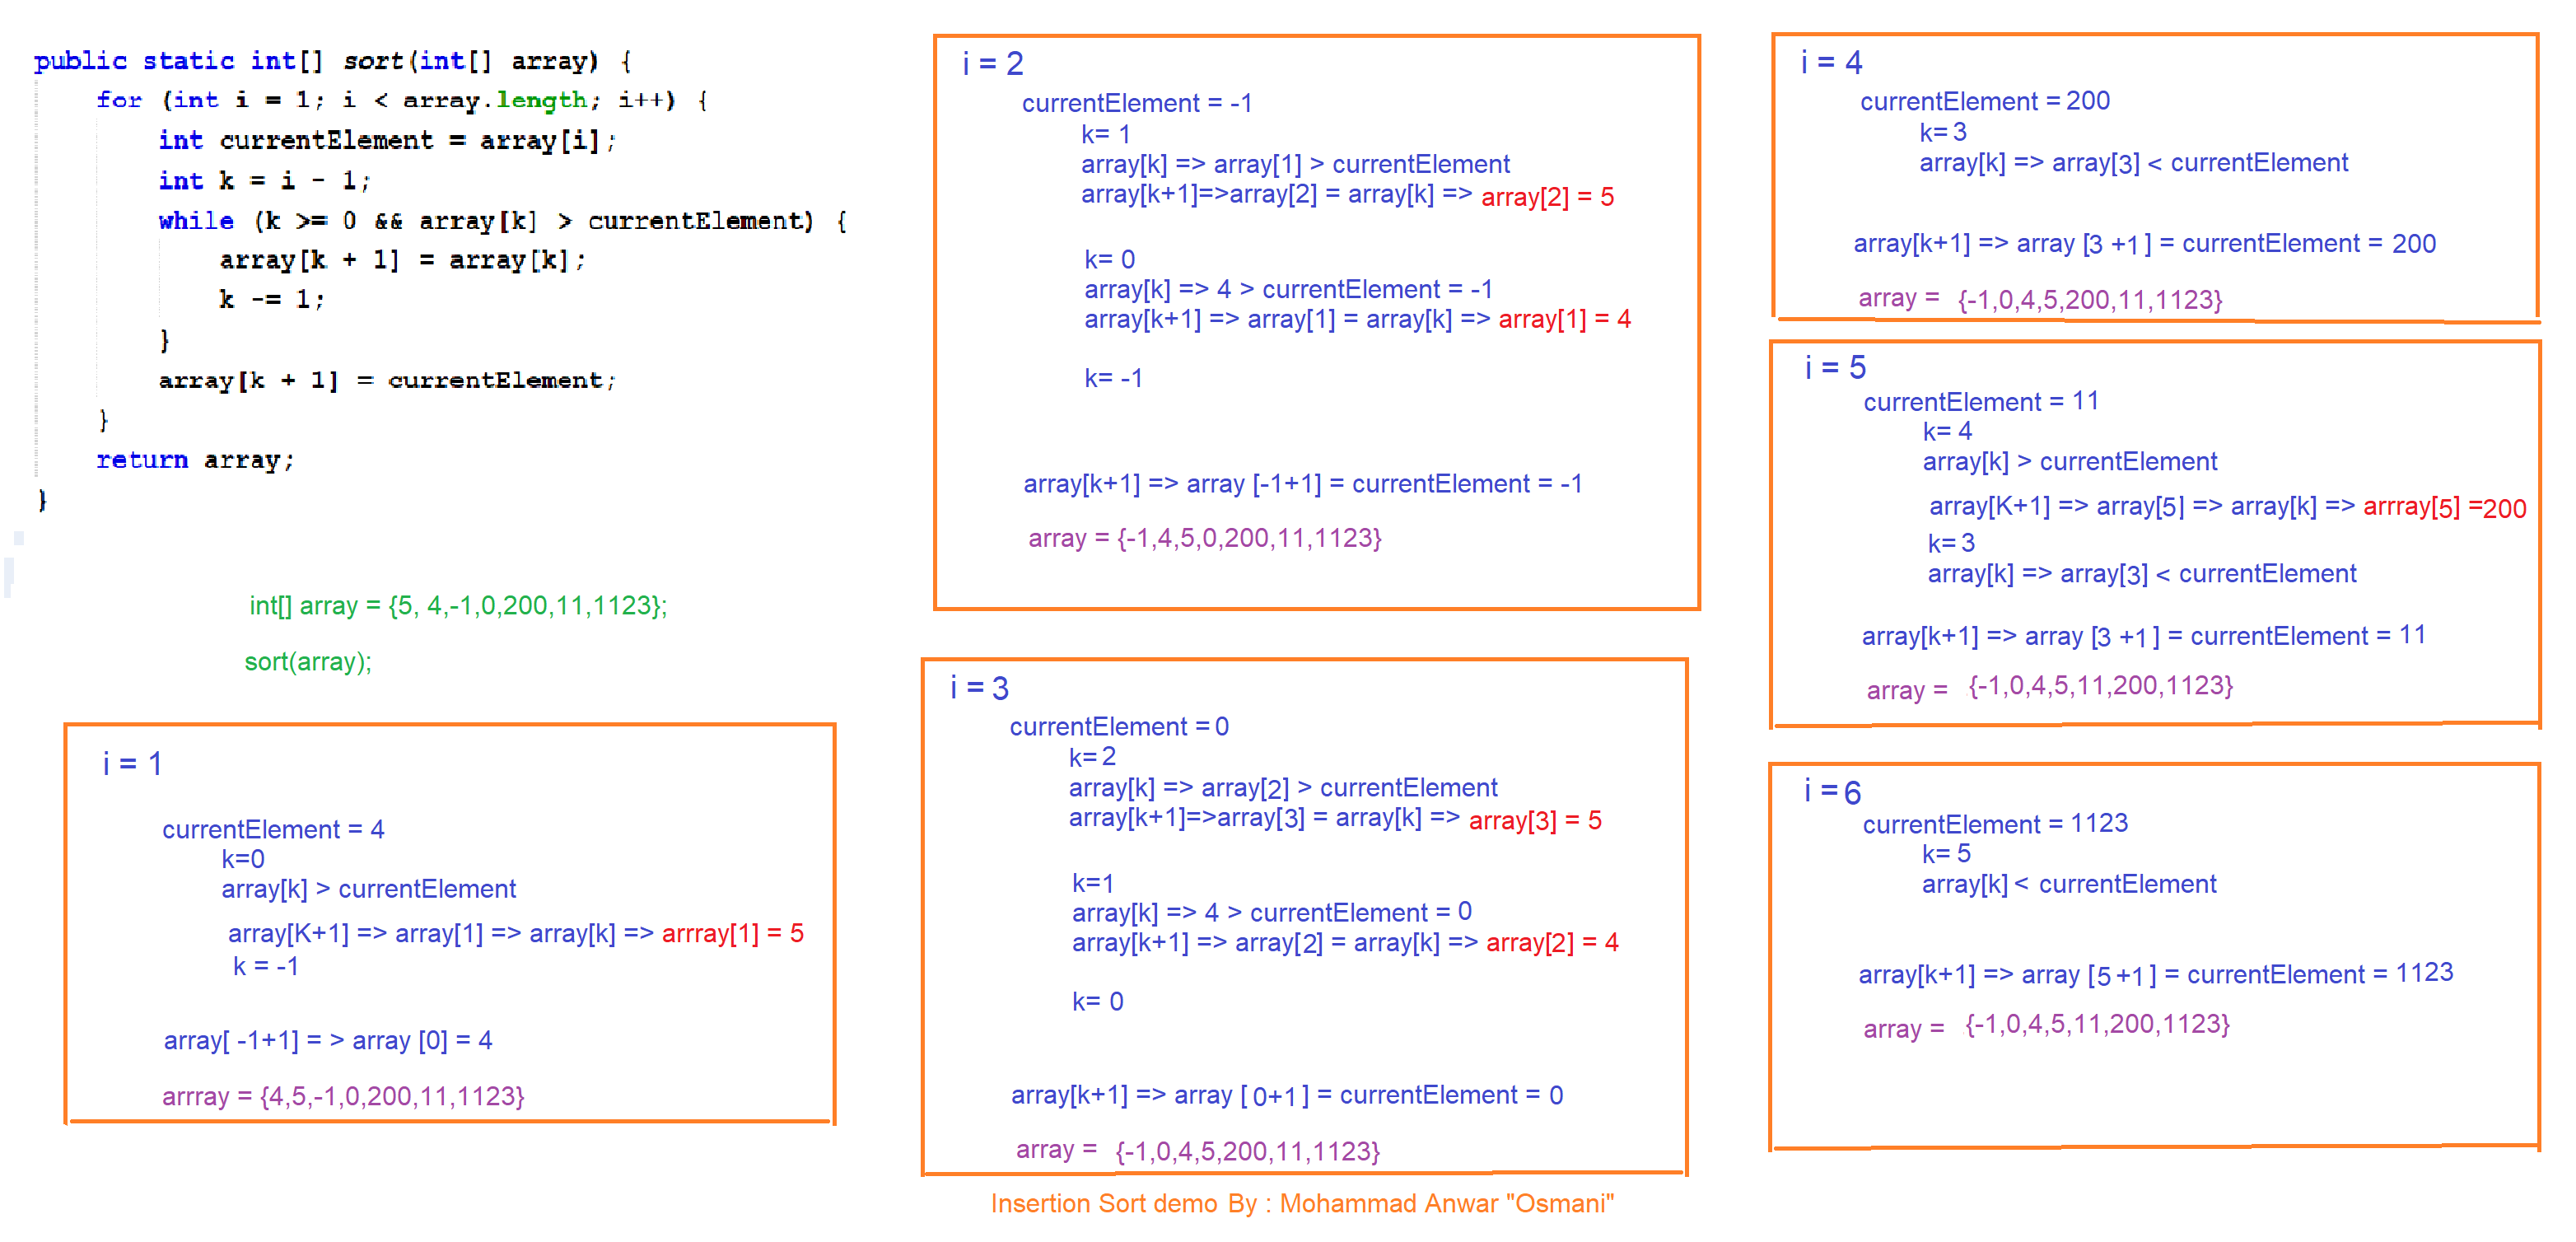 public static int[] sort(int[] array) {
for (int i = 1; i < array.length; i++) {
int currentElement = array[i];
int k = i - 1;
while (k >= 0 && array[k] > currentElement) {
array[k + 1] = array[k];
k -= 1;
}
array[k + 1] = currentElement;
}
return array;
}
int[] array = {5, 4,-1,0,200,11,1123};
sort(array);
i = 1
currentElement = 4
k=0
array[k] > currentElement
array[K+1] => array[1] => array[k] => arrray[1] = 5
k = -1
array[ -1+1] = > array [0] = 4
arrray = {4,5,-1,0,200,11,1123}
i = 2
currentElement = -1
k= 1
array[k] => array[1] > currentElement
array[k+1]=>array[2] = array[k] => array[2] = 5
k= 0
array[k] => 4 > currentElement = -1
array[k+1] => array[1] = array[k] => array[1] = 4
k= -1
array[k+1] => array [-1+1] = currentElement = -1
array = {-1,4,5,0,200,11,1123}
i = 3
currentElement = 0
k= 2
array[k] => array[2] > currentElement
array[k+1]=>array[3] = array[k] => array[3] = 5
k=1
array[k] => 4 > currentElement = 0
array[k+1] => array[2] = array[k] => array[2] = 4
k= 0
array[k+1] => array [ 0+1 ] = currentElement = 0
array = {-1,0,4,5,200,11,1123}
i = 4
currentElement = 200
k= 3
array[k] => array[3] < currentElement
array[k+1] => array [3 +1 ] = currentElement = 200
array = {-1,0,4,5,200,11,1123}
i = 5
currentElement = 11
k= 4
array[k] > currentElement
array[K+1] => array[5] => array[k] => arrray[5] =200
k= 3
array[k] => array[3] < currentElement
array[k+1] => array [3 +1 ] = currentElement = 11
array = {-1,0,4,5,11,200,1123}
i = 6
currentElement = 1123
k= 5
array[k] < currentElement
array[k+1] => array [5 +1 ] = currentElement = 1123
array = {-1,0,4,5,11,200,1123}
Insertion Sort demo By : Mohammad Anwar "Osmani"